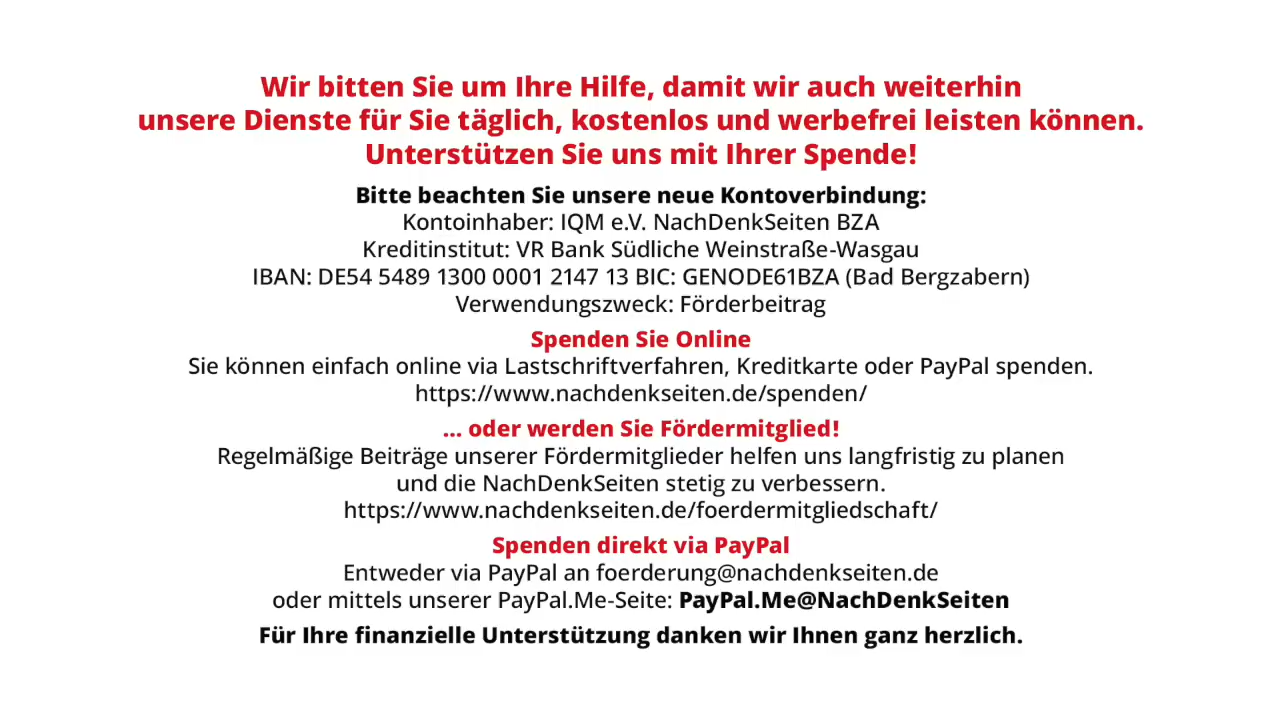 Wir bitten Sie um Ihre Hilfe, damit wir auch weiterhin
unsere Dienste für Sie täglich, kostenlos und werbefrei leisten können.
Unterstützen Sie uns mit Ihrer Spende!
Bitte beachten Sie unsere neue Kontoverbindung:
Kontoinhaber: IQM e.V. NachDenkSeiten BZA
Kreditinstitut: VR Bank Südliche Weinstraße-Wasgau
IBAN: DE54 5489 1300 0001 2147 13 BIC: GENODE61BZA (Bad Bergzabern)
Verwendungszweck: Förderbeitrag
Spenden Sie Online
Sie können einfach online via Lastschriftverfahren, Kreditkarte oder PayPal spenden.
https://www.nachdenkseiten.de/spenden/
... oder werden Sie Fördermitglied!
Regelmäßige Beiträge unserer Fördermitglieder helfen uns langfristig zu planen
und die NachDenkSeiten stetig zu verbessern.
https://www.nachdenkseiten.de/foerdermitgliedschaft/
Spenden direkt via PayPal
Entweder via PayPal an foerderung@nachdenkseiten.de
oder mittels unserer PayPal.Me-Seite: PayPal.Me@NachDenkSeiten
Für Ihre finanzielle Unterstützung danken wir Ihnen ganz herzlich.